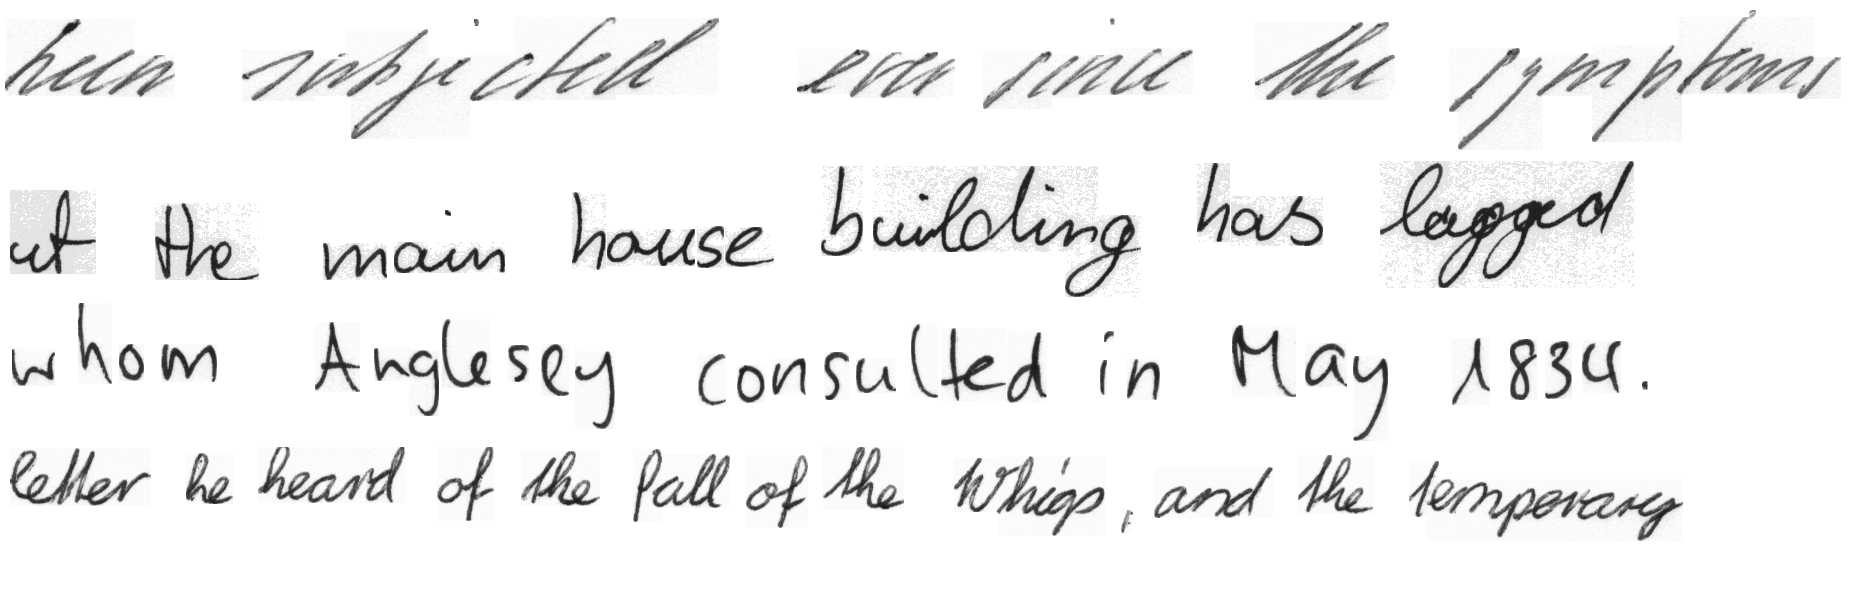 been subjected ever since the symptoms
at the main house building has lagged
whom Anglesey consulted in May 1834.
letter he heard of the fall of the Whigs, and the temporary